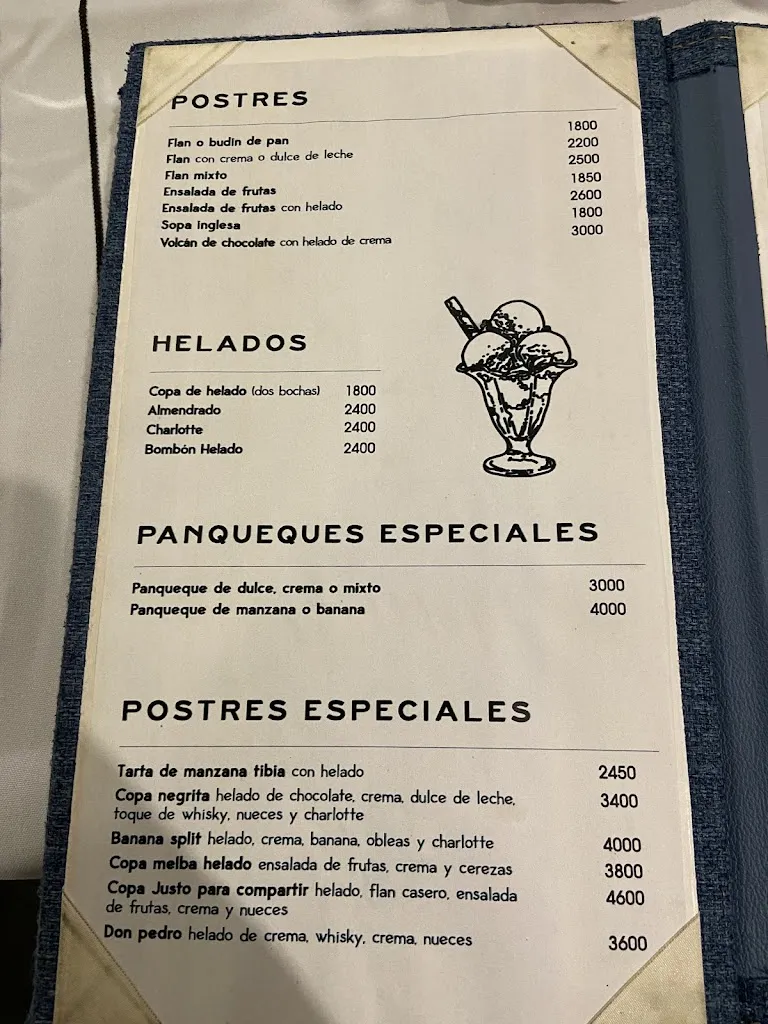 POSTRES
Flan o budin de pan 1800
Flan con crema o dulce de leche 2200
Flan mixto 2500
Ensalada de frutas 1850
Ensalada de frutas con helado 2600
Sopa inglesa 1800
Volcán de chocolate con helado de crema 3000
HELADOS
Copa de helado (dos bochas) 1800
Almendrado 2400
Charlotte 2400
Bombón Helado 2400
PANQUEQUES ESPECIALES
Panqueque de dulce, crema o mixto 3000
Panqueque de manzana o banana 4000
POSTRES ESPECIALES
Tarta de manzana tibia con helado 2450
Copa negrita helado de chocolate, crema, dulce de leche, 3400
toque de whisky, nueces y charlotte
Banana split helado, crema, banana, obleas y charlotte 4000
Copa melba helado ensalada de frutas, crema y cerezas 3800
Copa Justo para compartir helado, flan casero, ensalada 4600
de frutas, crema y nueces
Don pedro helado de crema, whisky, crema, nueces 3600